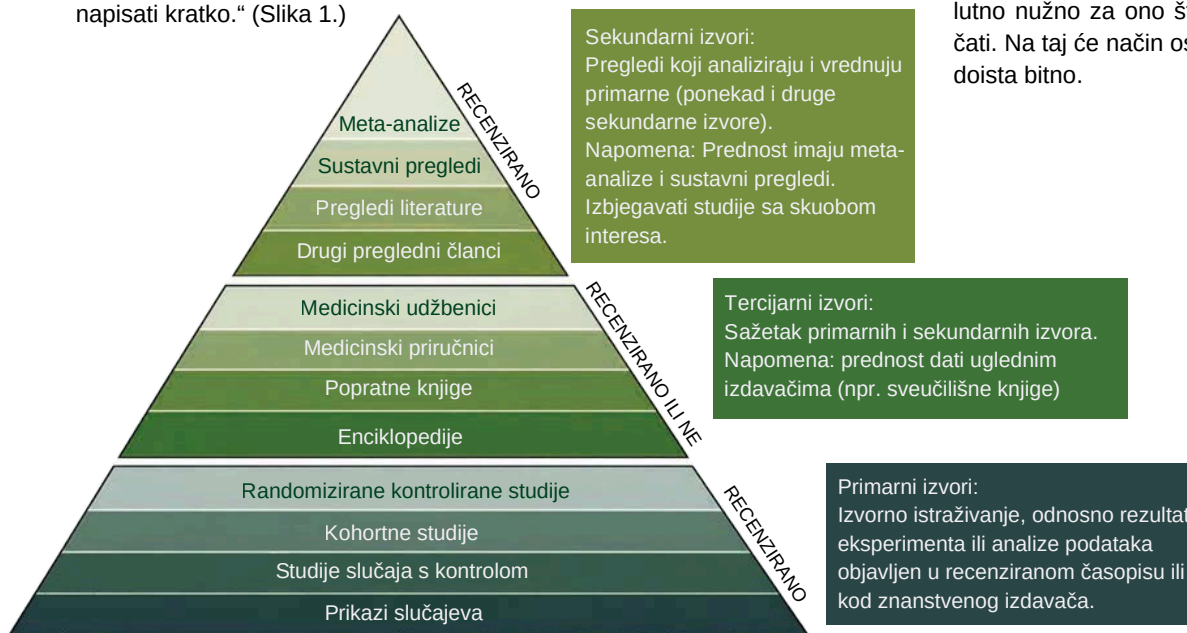 napisati kratko.“ (Slika 1.)
lutno nužno za ono
čati. Na taj će način
doista bitno.
Meta-analize
Sustavni pregledi
Pregledi literature
Drugi pregledni članci
RECENZIRANO
Sekundarni izvori:
Pregledi koji analiziraju i vrednuju
primarne (ponekad i druge
sekundarne izvore).
Napomena: Prednost imaju meta-
analize i sustavni pregledi.
Izbjegavati studije sa skuobom
interesa.
Medicinski udžbenici
Medicinski priručnici
Popratne knjige
Enciklopedije
RECENZIRANO ILI NE
Tercijarni izvori:
Sažetak primarnih i sekundarnih izvora.
Napomena: prednost dati uglednim
izdavačima (npr. sveučilišne knjige)
Randomizirane kontrolirane studije
Kohortne studije
Studije slučaja s kontrolom
Prikazi slučajeva
RECENZIRANO
Primarni izvori:
Izvorno istraživanje, odnosno rezultat
eksperimenta ili analize podataka
objavljen u recenziranom časopisu ili
kod znanstvenog izdavača.